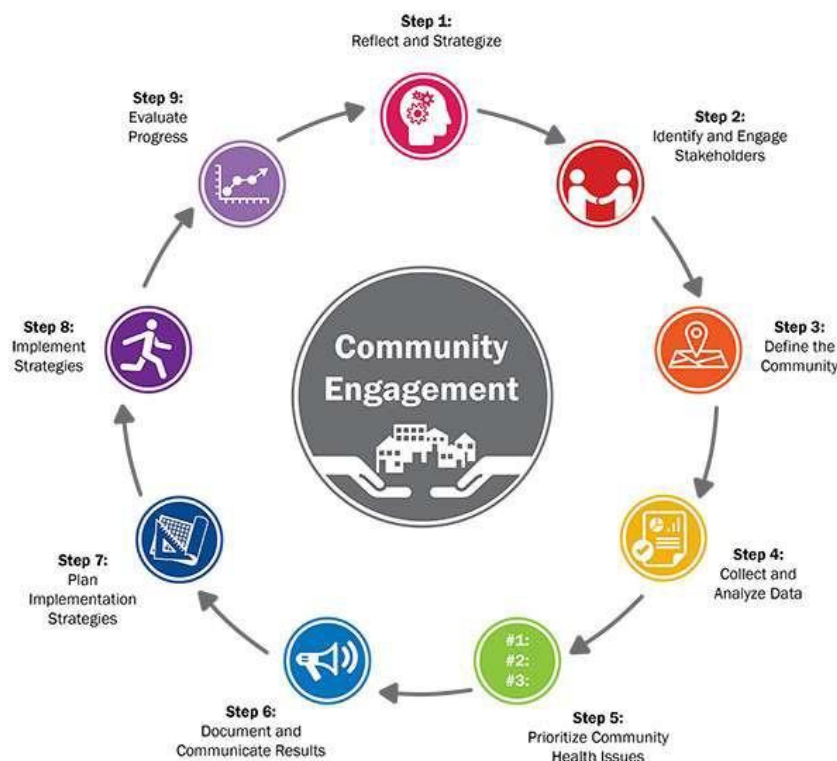 Step 1:
Reflect and Strategize
Step 2:
Identify and Engage
Stakeholders
Step 3:
Define the
Community
Step 4:
Collect and
Analyze Data
Step 5:
Prioritize Community
Health Issues
Step 6:
Document and
Communicate Results
Step 7:
Plan
Implementation
Strategies
Step 8:
Implement
Strategies
Step 9:
Evaluate
Progress
Community
Engagement
#1:
#2:
#3: